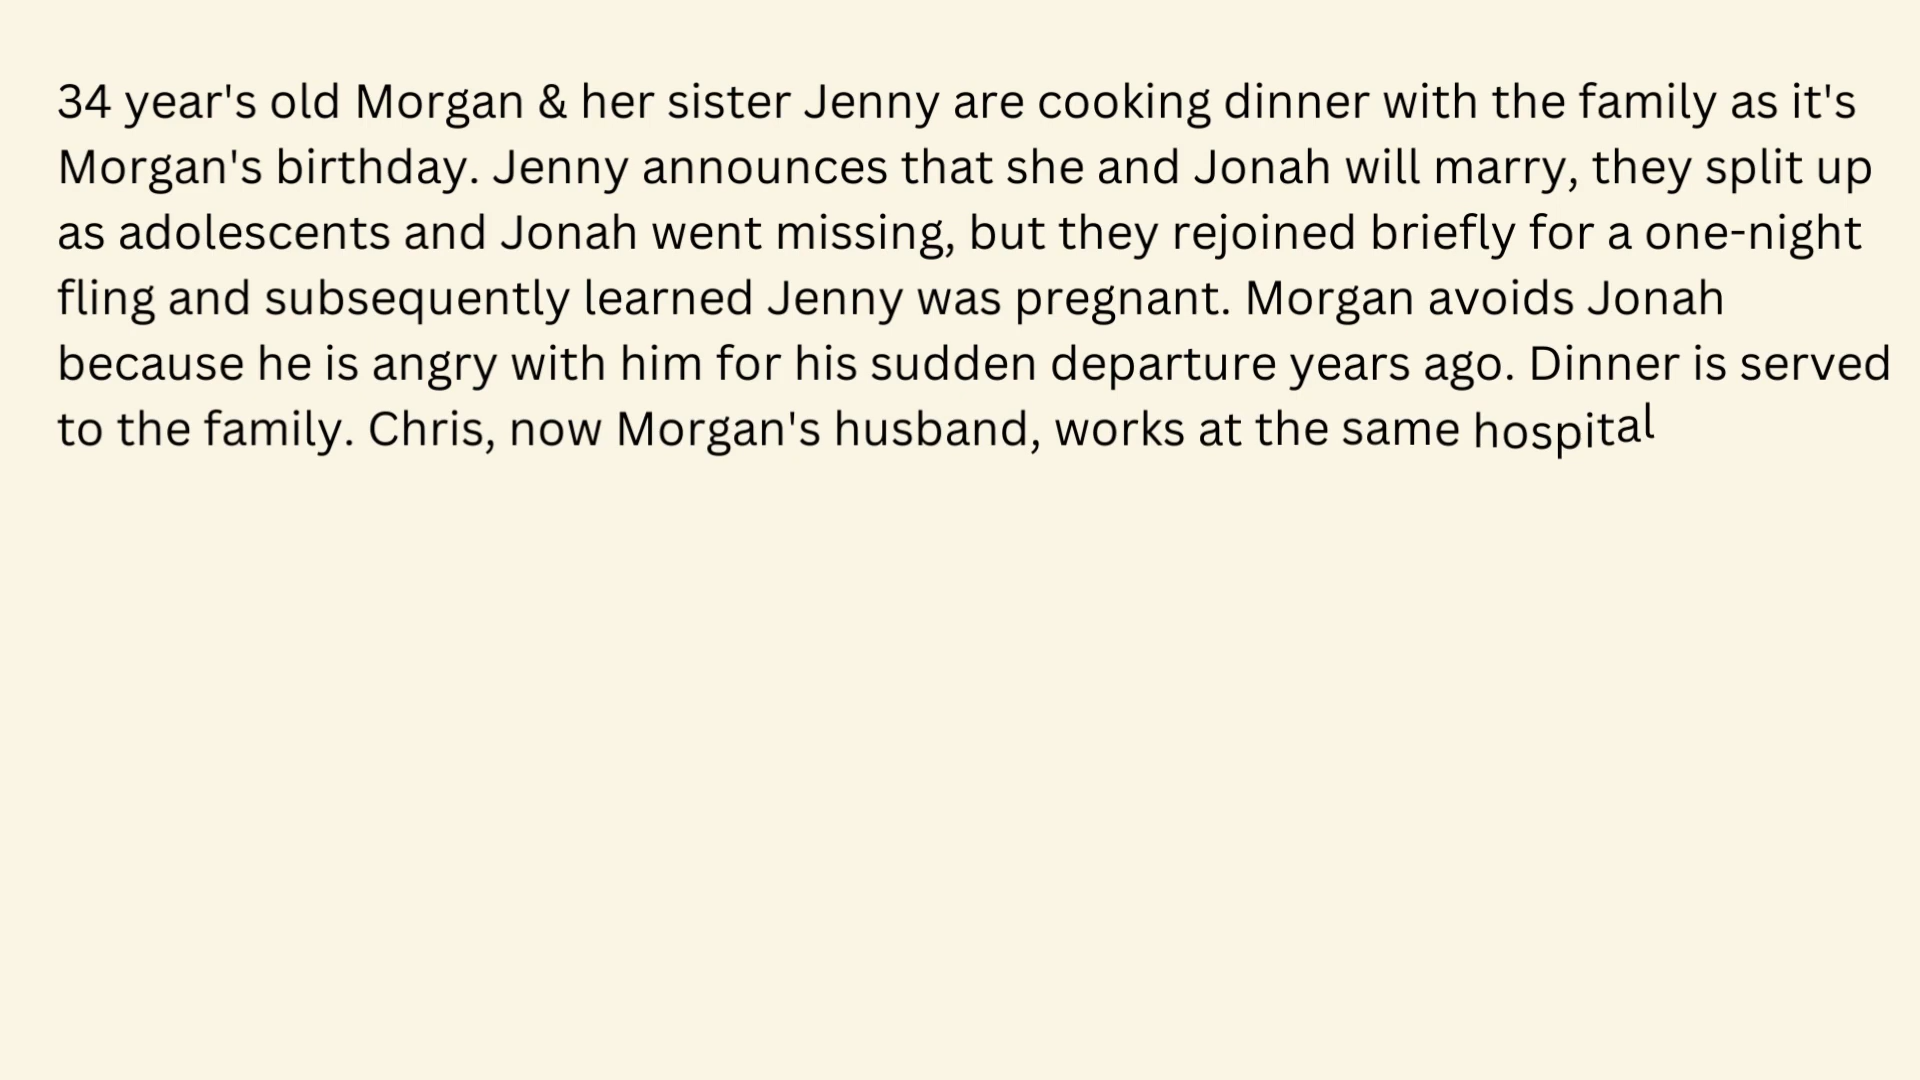 34 year's old Morgan & her sister Jenny are cooking dinner with the family as it's
Morgan's birthday. Jenny announces that she and Jonah will marry, they split up
as adolescents and Jonah went missing, but they rejoined briefly for a one-night
fling and subsequently learned Jenny was pregnant. Morgan avoids Jonah
because he is angry with him for his sudden departure years ago. Dinner is served
to the family. Chris, now Morgan's husband, works at the same hospital